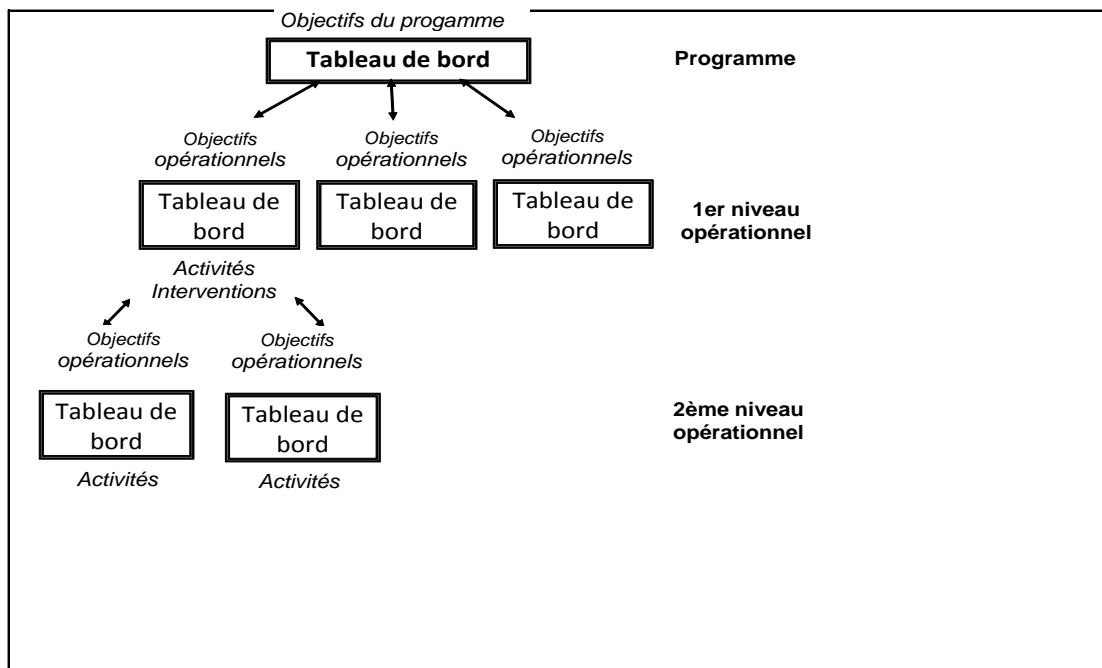 Objectifs du progamme
Tableau de bord
Programme
Objectifs
opérationnels
Objectifs
opérationnels
Objectifs
opérationnels
Tableau de
bord
Tableau de
bord
Tableau de
bord
1er niveau
opérationnel
Activités
Interventions
Objectifs
opérationnels
Objectifs
opérationnels
Tableau de
bord
Tableau de
bord
2ème niveau
opérationnel
Activités
Activités